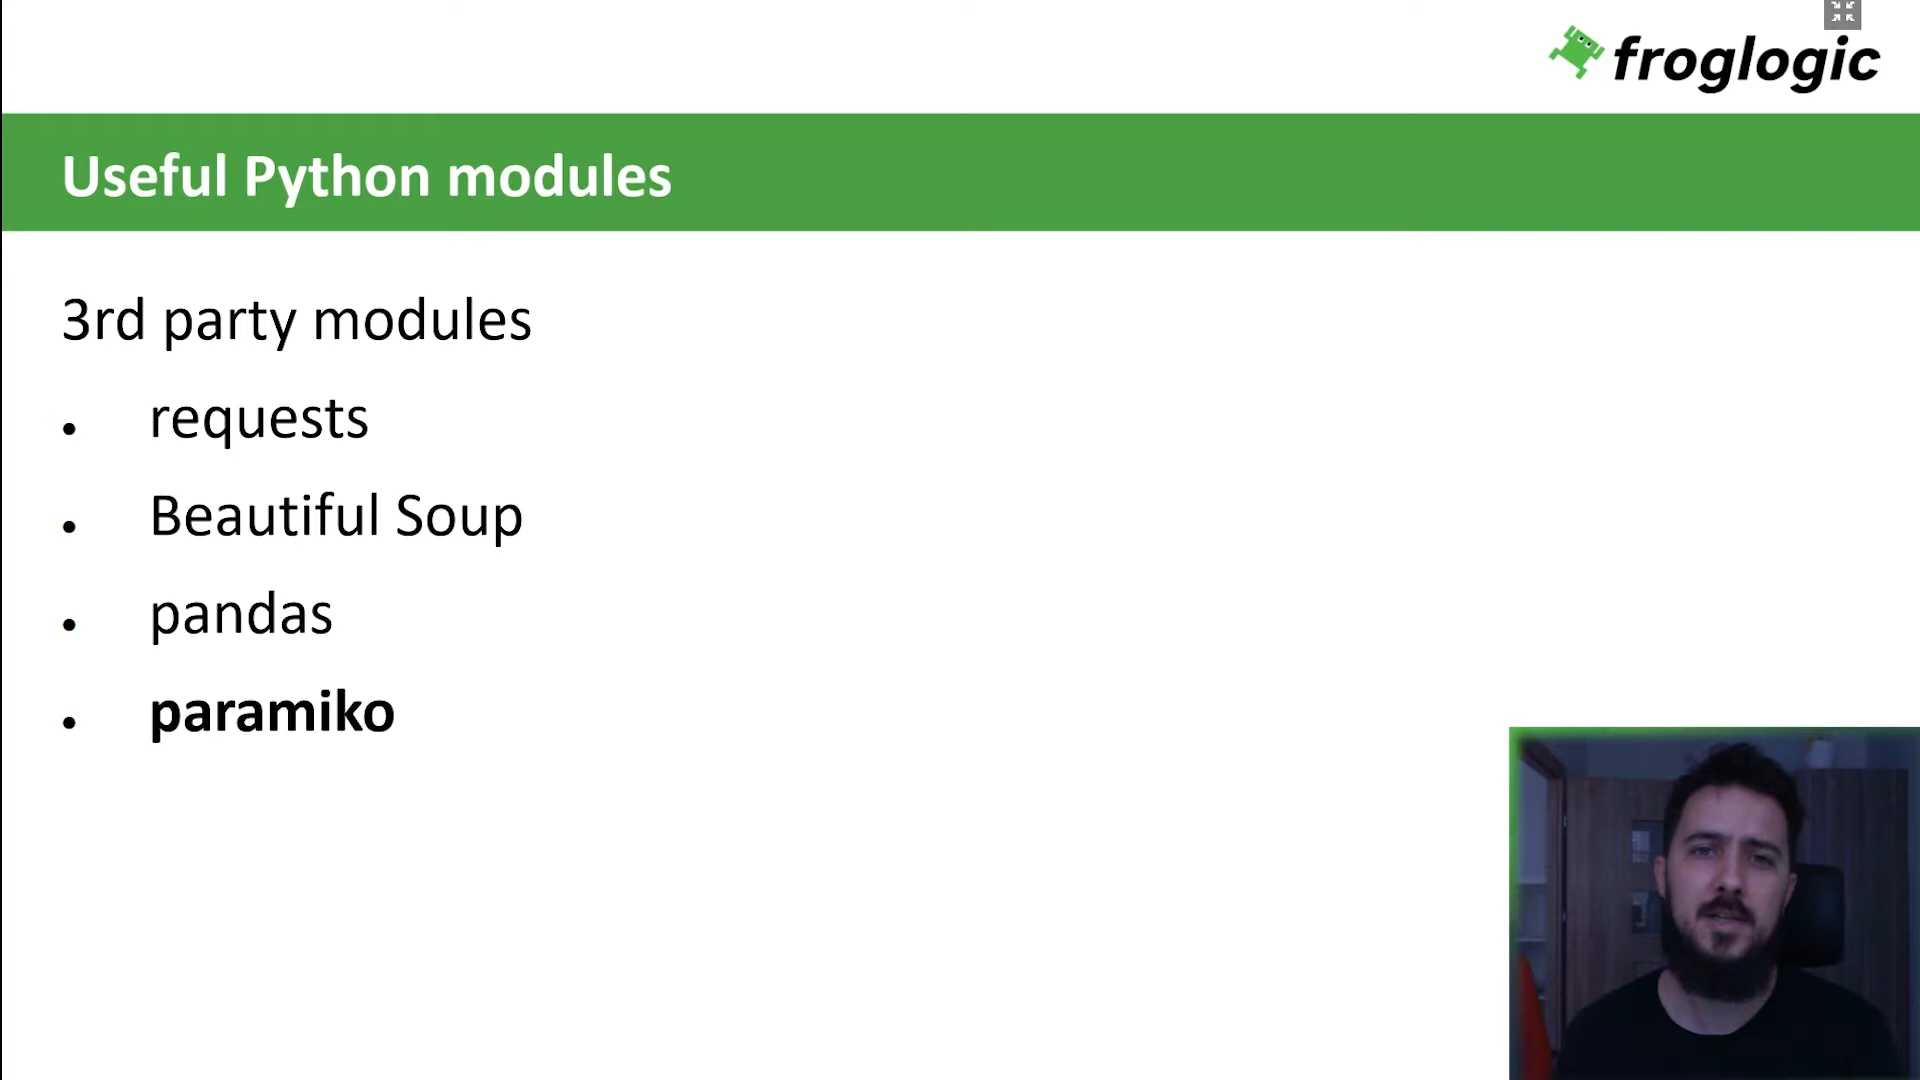 froglogic
Useful Python modules
3rd party modules
• requests
• Beautiful Soup
• pandas
• paramiko